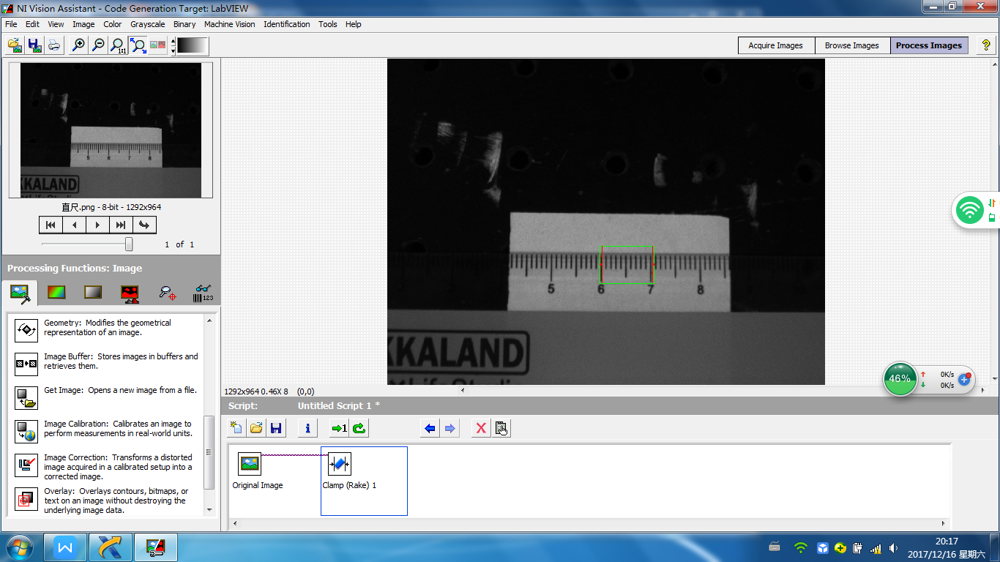 NI Vision Assistant - Code Generation Target: LabVIEW
File Edit View Image Color Grayscale Binary Machine Vision Identification Tools Help
1:1
Acquire Images Browse Images Process Images
?
5 6 7 8
KKALAND
直尺.png - 8-bit - 1292x964
1 of 1
Processing Functions: Image
123
Geometry: Modifies the geometrical
representation of an image.
Image Buffer: Stores images in buffers and
retrieves them.
Get Image: Opens a new image from a file.
Image Calibration: Calibrates an image to
perform measurements in real-world units.
Image Correction: Transforms a distorted
image acquired in a calibrated setup into a
corrected image.
Overlay: Overlays contours, bitmaps, or
text on an image without destroying the
underlying image data.
5 6 7 8
KKALAND
46%
0K/s
0K/s
1292x964 0.46X 8 (0,0)
Script: Untitled Script 1 *
1
Original Image
Clamp (Rake) 1
20:17
2017/12/16 星期六